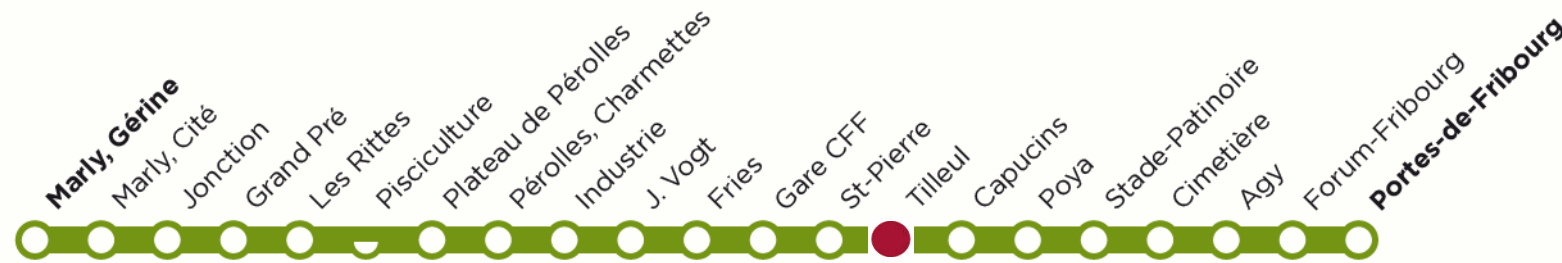 Marly, Gérine
Marly, Cité
Jonction
Grand Pré
Les Rittes
Pisciculture
Plateau de Pérolles
Pérolles, Charmettes
Industrie
J. Vogt
Fries
Gare CFF
St-Pierre
Tilleul
Capucins
Poya
Stade-Patinoire
Cimetière
Agy
Forum-Fribourg
Portes-de-Fribourg